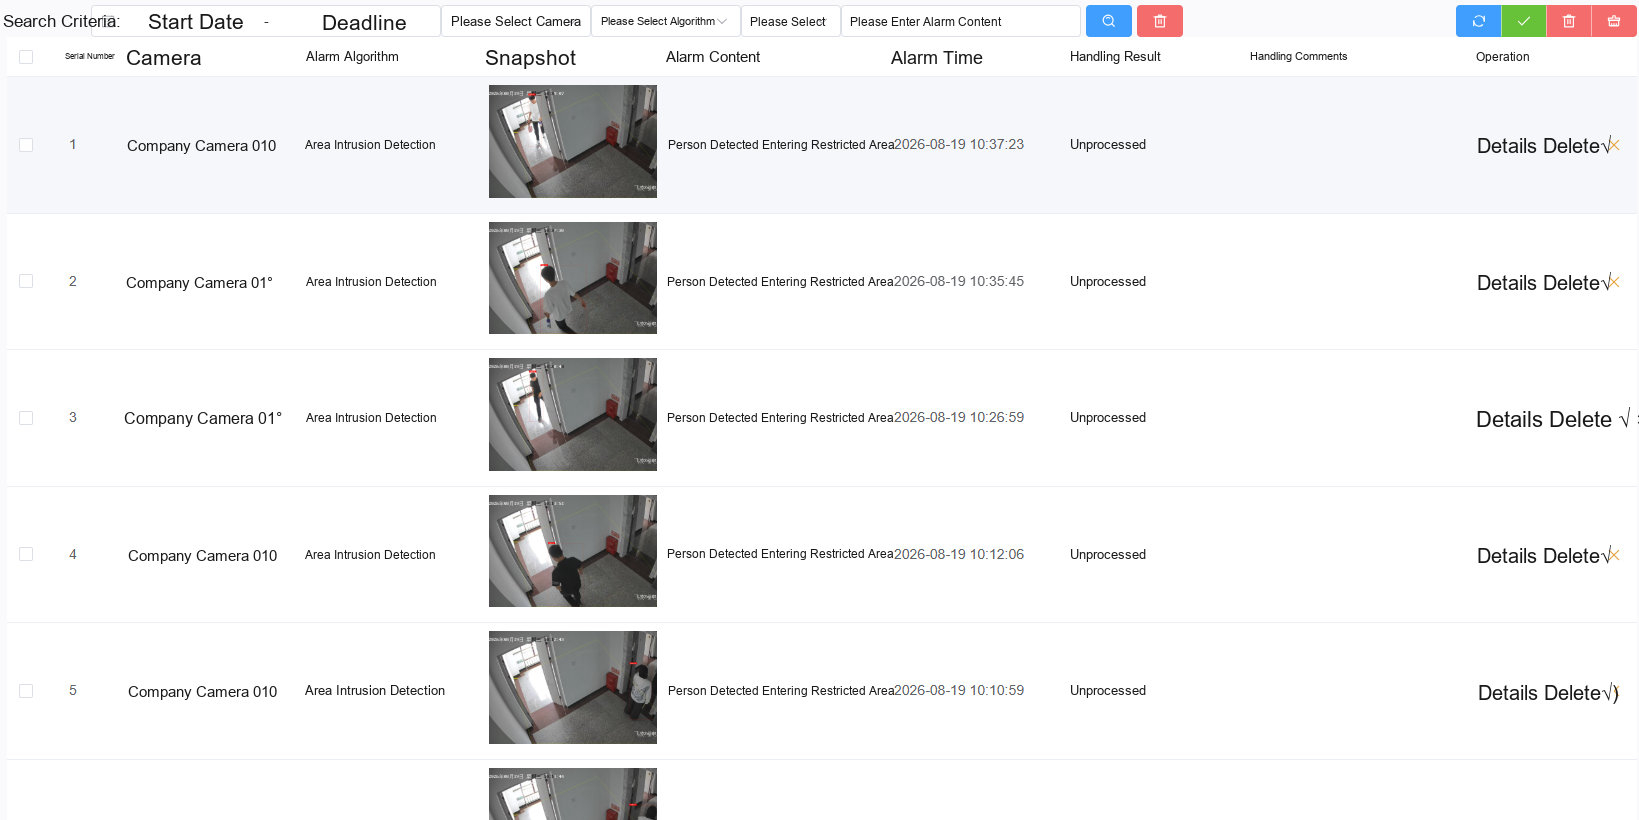 Search Criteria: Start Date - Deadline Please Select Camera Please Select Algorithm Please Select Please Enter Alarm Content
Serial Number Camera Alarm Algorithm Snapshot Alarm Content Alarm Time Handling Result Handling Comments Operation
1 Company Camera 010 Area Intrusion Detection Person Detected Entering Restricted Area 2026-08-19 10:37:23 Unprocessed Details Delete√
2 Company Camera 01° Area Intrusion Detection Person Detected Entering Restricted Area 2026-08-19 10:35:45 Unprocessed Details Delete√
3 Company Camera 01° Area Intrusion Detection Person Detected Entering Restricted Area 2026-08-19 10:26:59 Unprocessed Details Delete √
4 Company Camera 010 Area Intrusion Detection Person Detected Entering Restricted Area 2026-08-19 10:12:06 Unprocessed Details Delete√
5 Company Camera 010 Area Intrusion Detection Person Detected Entering Restricted Area 2026-08-19 10:10:59 Unprocessed Details Delete√)